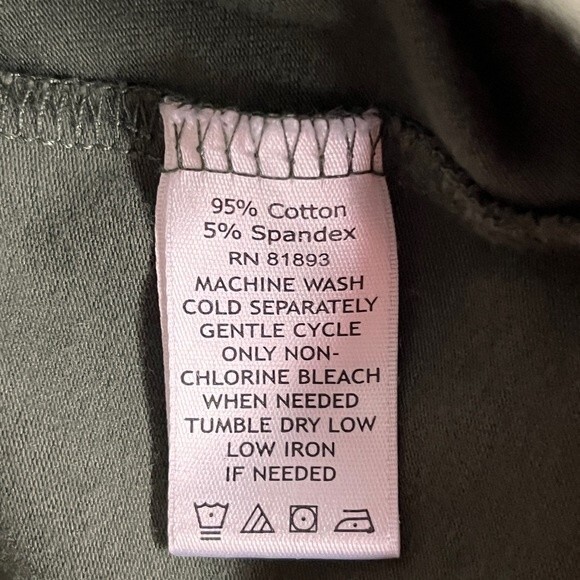 95% Cotton
5% Spandex
RN 81893
MACHINE WASH
COLD SEPARATELY
GENTLE CYCLE
ONLY NON-
CHLORINE BLEACH
WHEN NEEDED
TUMBLE DRY LOW
LOW IRON
IF NEEDED